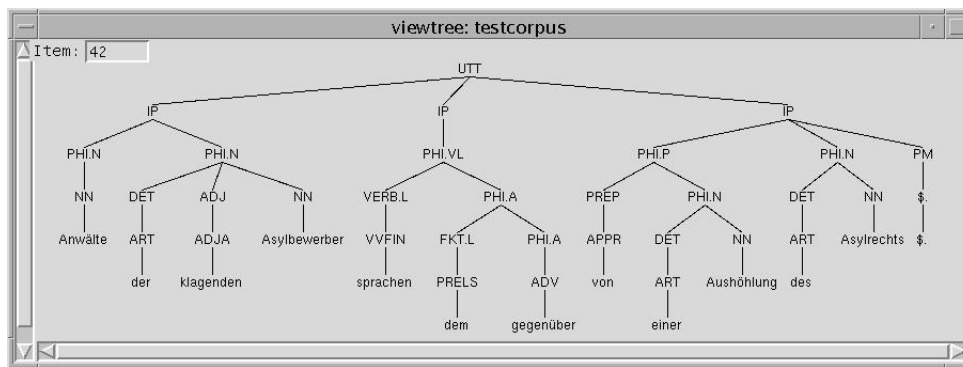 viewtree: testcorpus
Item: 42
UTT
IP IP IP
PHI.N PHI.N PHI.VL PHI.P PHI.N PM
NN DET ADJ NN VERB.L PHI.A PREP PHI.N DET NN $.
Anwälte ART ADJA Asylbewerber VVFIN FKT.L PHI.A APPR DET NN ART Asylrechts $.
der klagenden sprachen PRELS ADV von ART Aushöhlung des
dem gegenüber einer